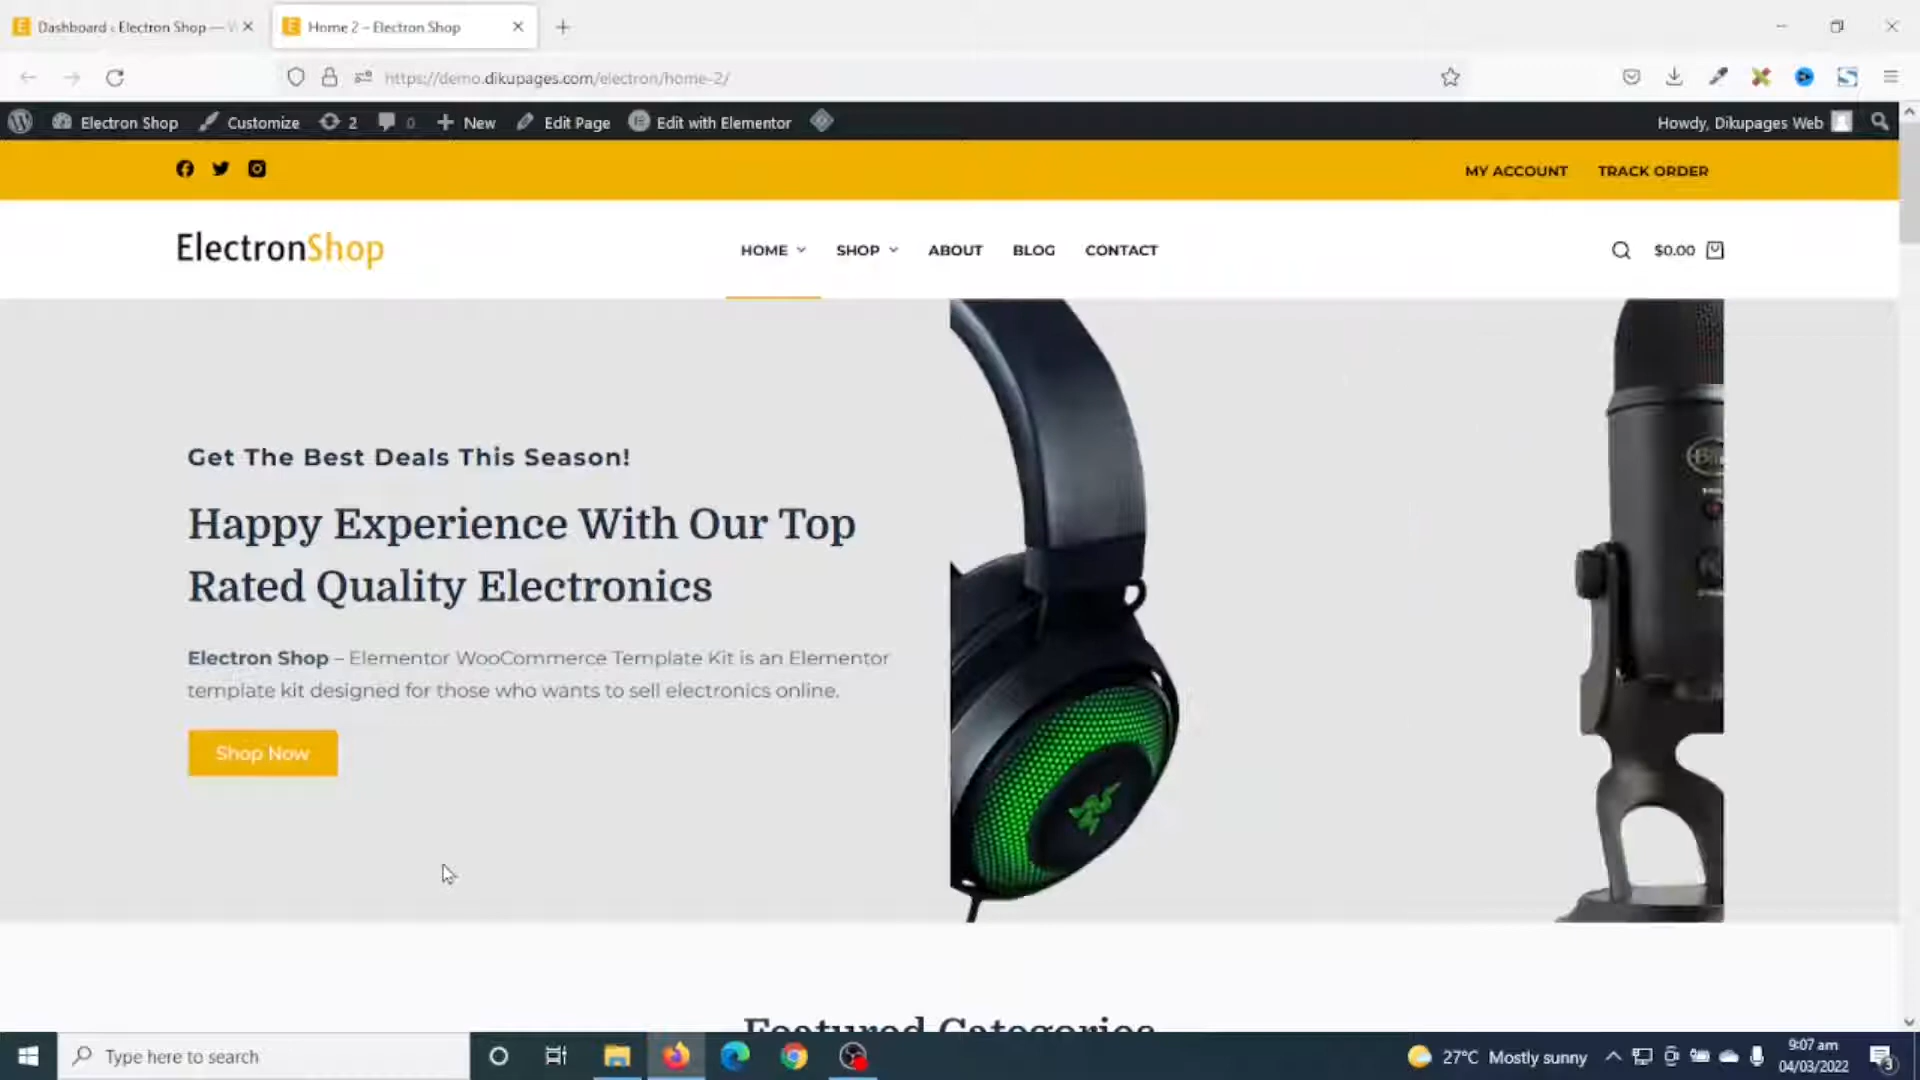 Dashboard ‹ Electron Shop —
Home 2 – Electron Shop
https://demo.dikupages.com/electron/home-2/
Electron Shop
Customize
2
0
New
Edit Page
Edit with Elementor
Howdy, Dikupages Web
MY ACCOUNT
TRACK ORDER
ElectronShop
HOME
SHOP
ABOUT
BLOG
CONTACT
$0.00
Get The Best Deals This Season!
Happy Experience With Our Top
Rated Quality Electronics
Electron Shop – Elementor WooCommerce Template Kit is an Elementor
template kit designed for those who wants to sell electronics online.
Shop Now
Featured Categories
Type here to search
27°C Mostly sunny
9:07 am
04/03/2022
3